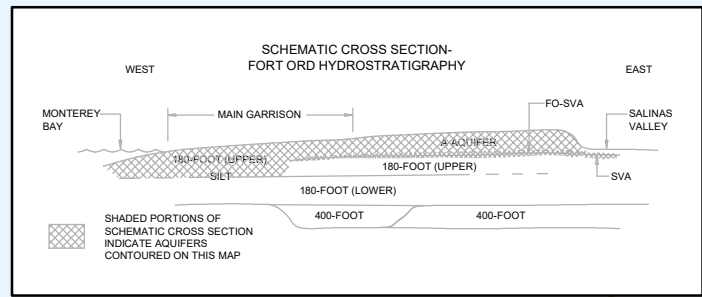 SCHEMATIC CROSS SECTION-
FORT ORD HYDROSTRATIGRAPHY
WEST
EAST
MONTEREY
BAY
MAIN GARRISON
FO-SVA
SALINAS
VALLEY
A-AQUIFER
180-FOOT (UPPER)
180-FOOT (UPPER)
SILT
SVA
180-FOOT (LOWER)
400-FOOT
400-FOOT
SHADED PORTIONS OF
SCHEMATIC CROSS SECTION
INDICATE AQUIFERS
CONTOURED ON THIS MAP